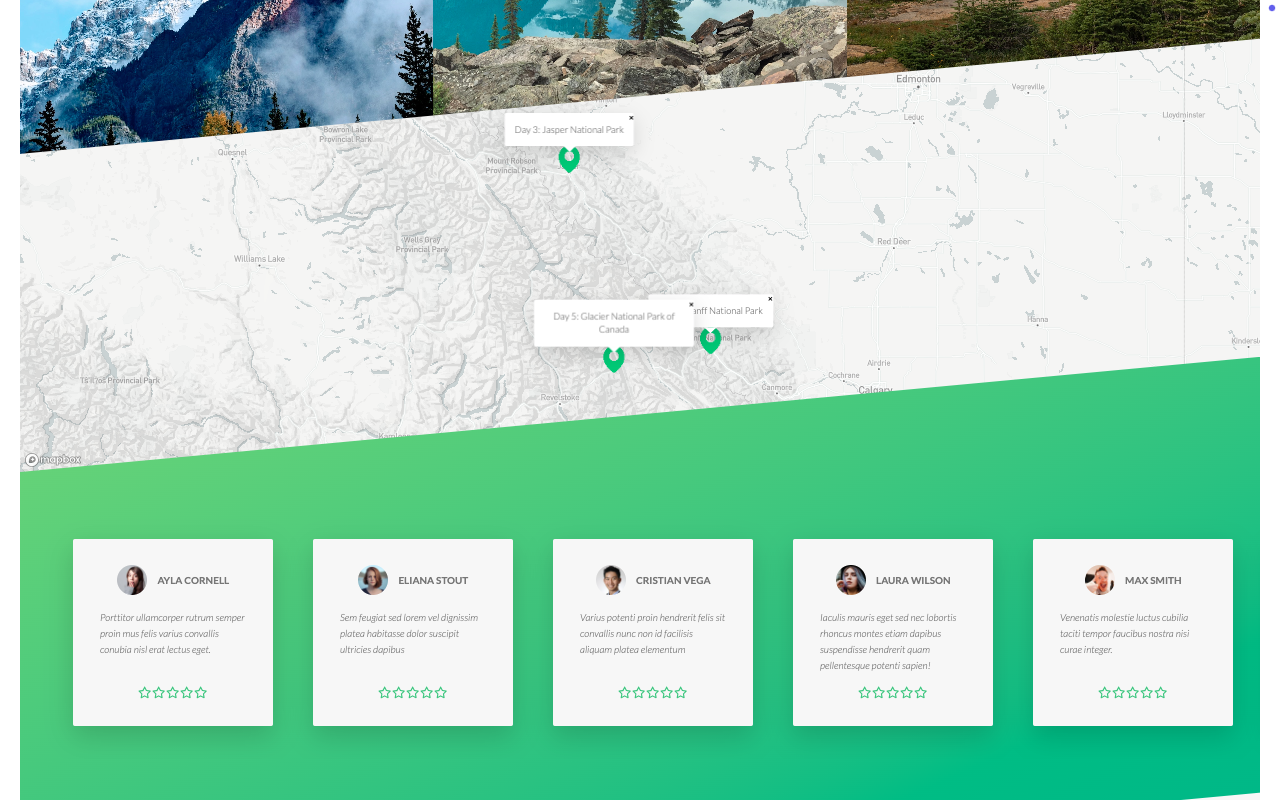 Edmonton
Vegreville
Leduc
Lloydminster
Bowron Lake
Provincial Park
Day 3: Jasper National Park
×
Quesnel
Mount Robson
Provincial Park
Wells Gray
Provincial Park
Red Deer
Williams Lake
Day 5: Glacier National Park of
Canada
×
National Park
×
National Park
Hanna
Airdrie
Ts'il?os Provincial Park
Cochrane
Canmore
Calgary
Revelstoke
mapbox
AYLA CORNELL
Porttitor ullamcorper rutrum semper
proin mus felis varius convallis
conubia nisl erat lectus eget.
ELIANA STOUT
Sem feugiat sed lorem vel dignissim
platea habitasse dolor suscipit
ultricies dapibus
CRISTIAN VEGA
Varius potenti proin hendrerit felis sit
convallis nunc non id facilisis
aliquam platea elementum
LAURA WILSON
Iaculis mauris eget sed nec lobortis
rhoncus montes etiam dapibus
suspendisse hendrerit quam
pellentesque potenti sapien!
MAX SMITH
Venenatis molestie luctus cubilia
taciti tempor faucibus nostra nisi
curae integer.